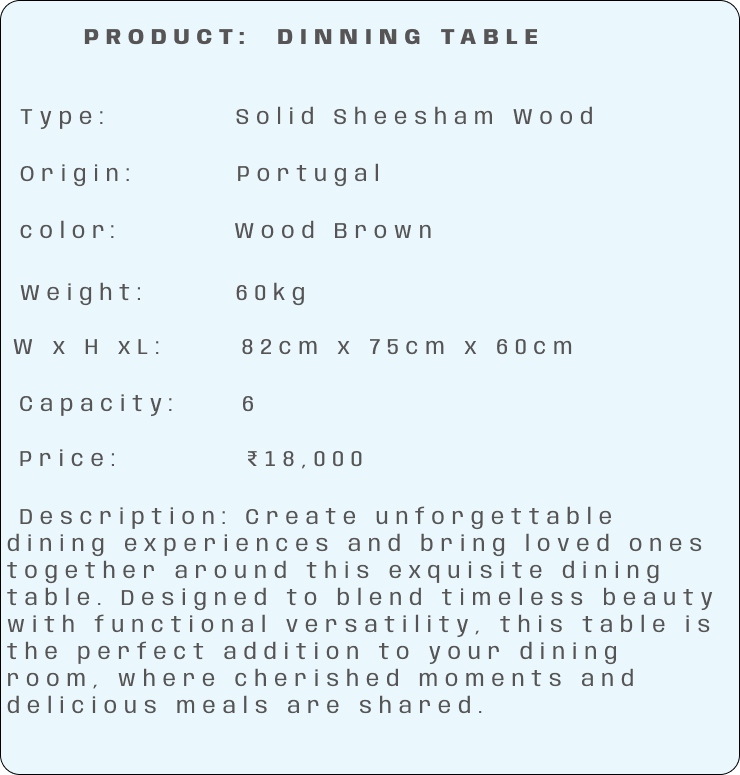 PRODUCT: DINNING TABLE
Type: Solid Sheesham Wood
Origin: Portugal
color: Wood Brown
Weight: 60kg
W x H xL: 82cm x 75cm x 60cm
Capacity: 6
Price: ₹18,000
Description: Create unforgettable
dining experiences and bring loved ones
together around this exquisite dining
table. Designed to blend timeless beauty
with functional versatility, this table is
the perfect addition to your dining
room, where cherished moments and
delicious meals are shared.